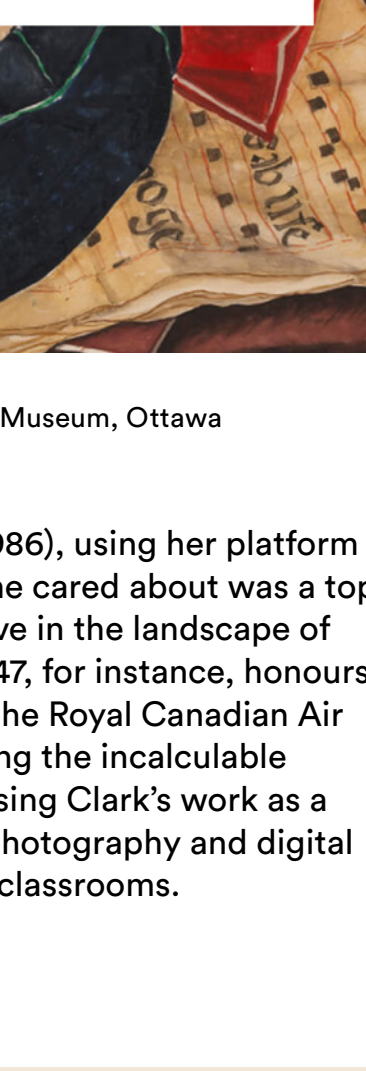 Museum, Ottawa
986), using her platform
e cared about was a top
ve in the landscape of
47, for instance, honours
he Royal Canadian Air
ng the incalculable
sing Clark's work as a
hotography and digital
classrooms.